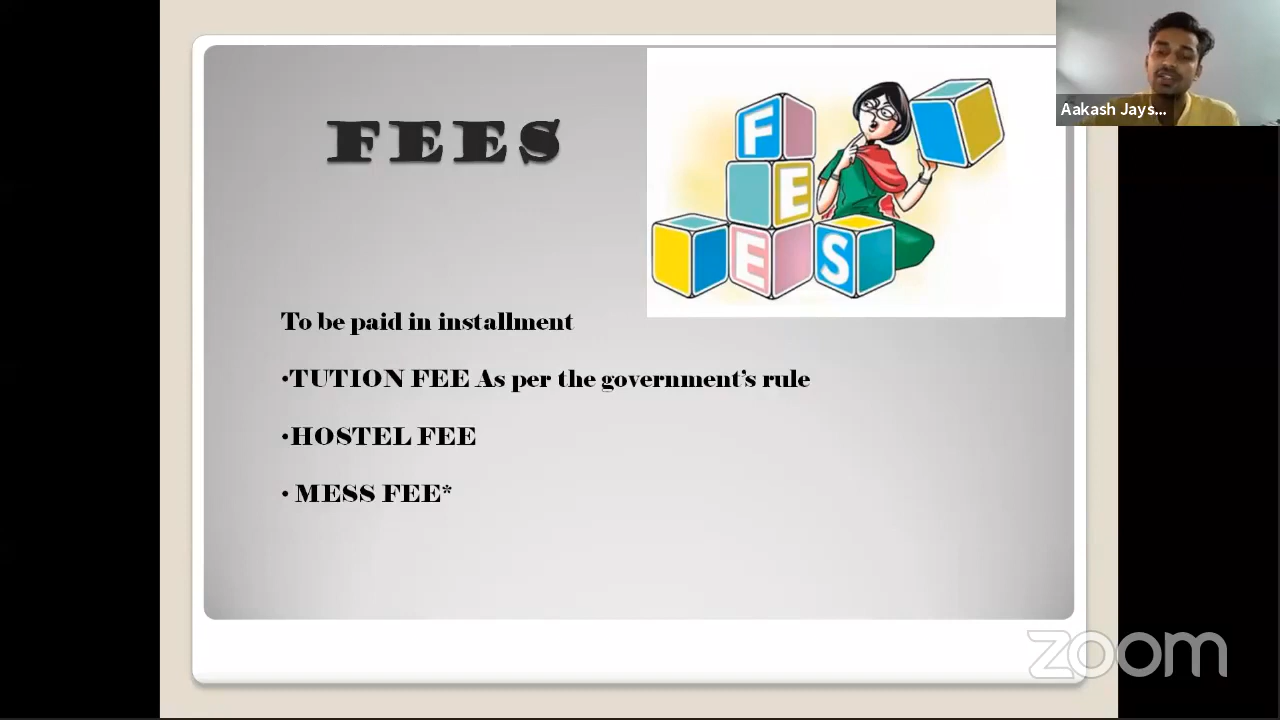 FEES
F
E
E S
Aakash Jays...
To be paid in installment
•TUTION FEE As per the government's rule
•HOSTEL FEE
• MESS FEE*
zoom